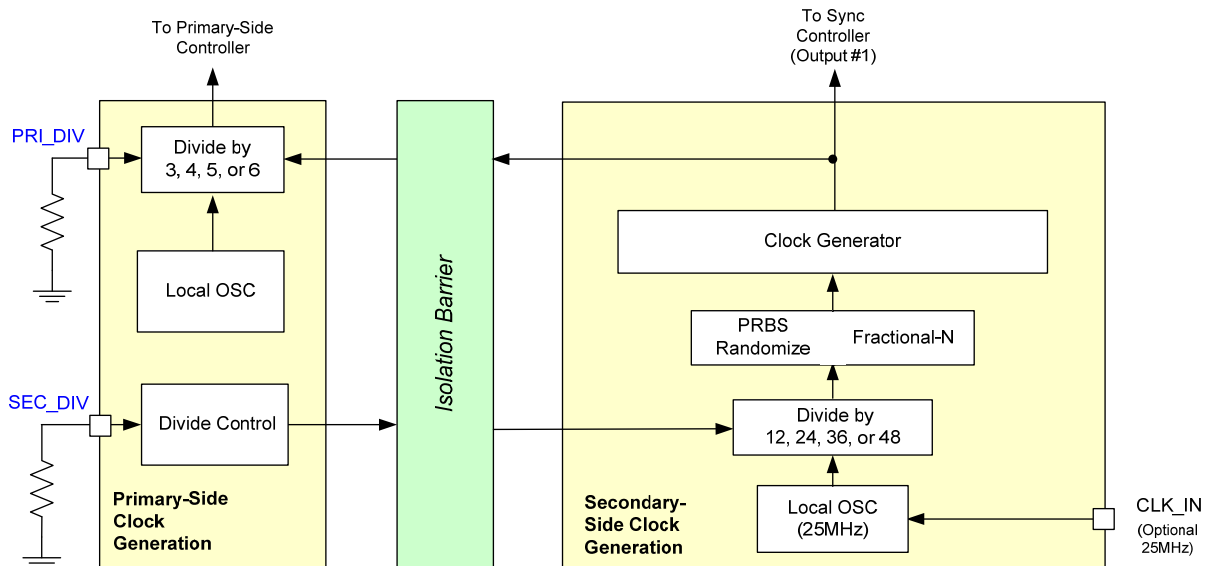 To Primary-Side
Controller
To Sync
Controller
(Output #1)
PRI_DIV
Divide by
3, 4, 5, or 6
Local OSC
SEC_DIV
Divide Control
Primary-Side
Clock
Generation
Isolation Barrier
Clock Generator
PRBS
Randomize
Fractional-N
Divide by
12, 24, 36, or 48
Local OSC
(25MHz)
Secondary-
Side Clock
Generation
CLK_IN
(Optional
25MHz)